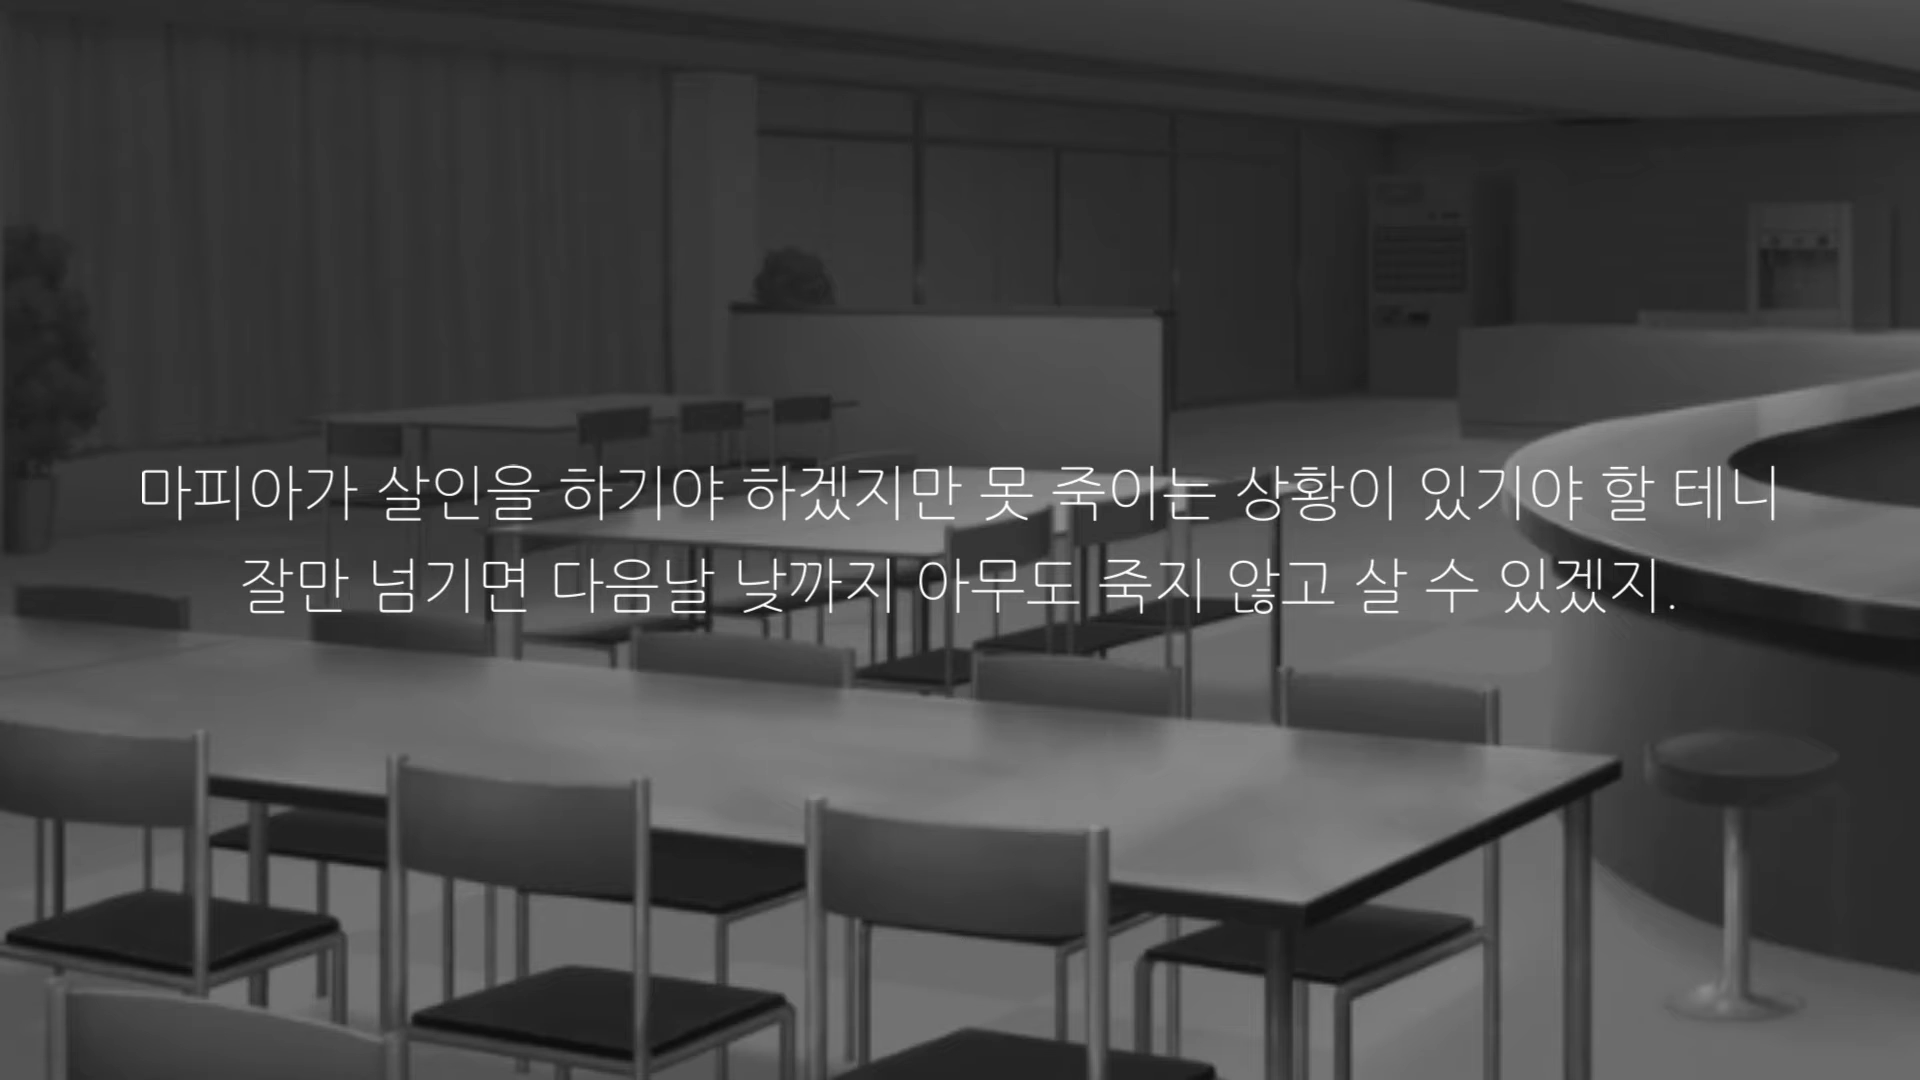 마피아가 살인을 하기야 하겠지만 못 죽이는 상황이 있기야 할 테니
잘만 넘기면 다음날 낮까지 아무도 죽지 않고 살 수 있겠지.